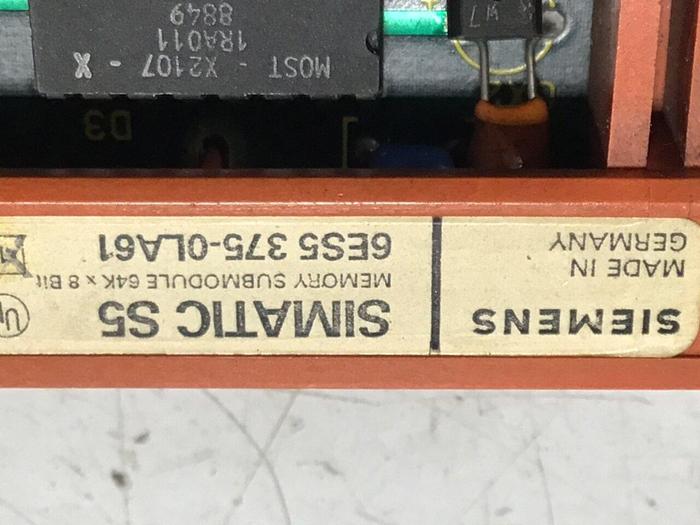 SIEMENS
MADE IN
GERMANY
SIMATIC S5
MEMORY SUBMODULE 64K x 8 Bit
6ES5 375-0LA61
MOST - X2107 - X
1RA011
8849
D3
W7